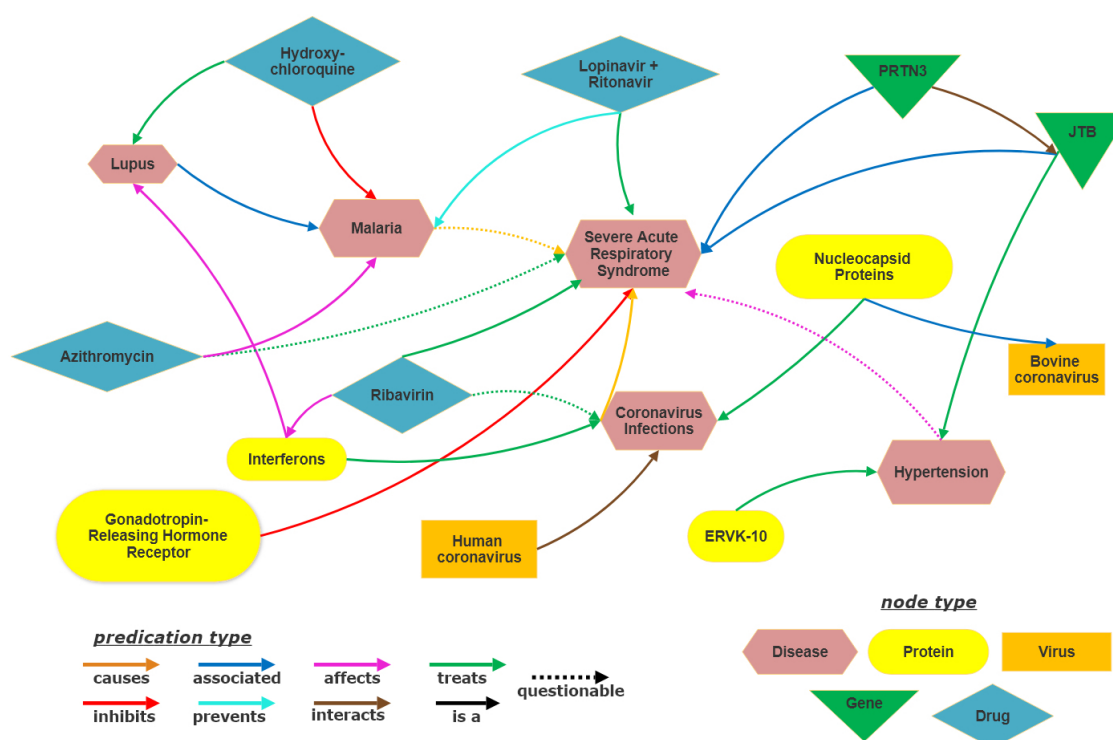 Hydroxy-
chloroquine
Lopinavir +
Ritonavir
PRTN3
JTB
Lupus
Malaria
Severe Acute
Respiratory
Syndrome
Nucleocapsid
Proteins
Azithromycin
Ribavirin
Bovine
coronavirus
Coronavirus
Infections
Interferons
Hypertension
Gonadotropin-
Releasing Hormone
Receptor
Human
coronavirus
ERVK-10
predication type
causes
associated
affects
treats
questionable
inhibits
prevents
interacts
is a
node type
Disease
Protein
Virus
Gene
Drug